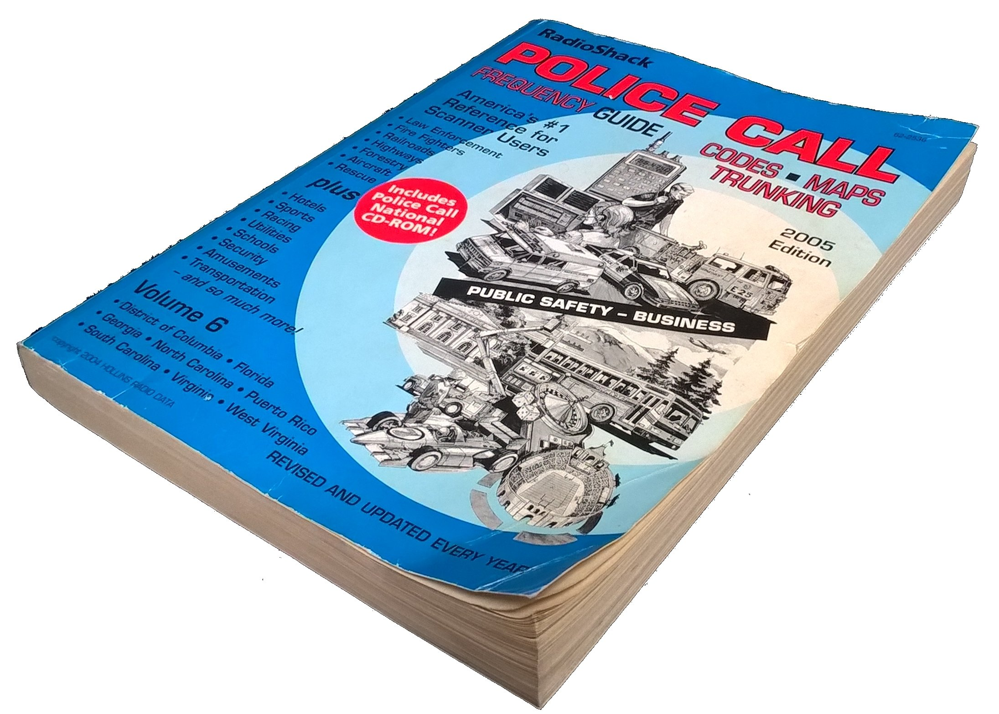 RadioShack
POLICE CALL
62-2536
FREQUENCY GUIDE
CODES ▪ MAPS
TRUNKING
America's #1
Reference for
Scanner Users
• Law Enforcement
• Fire Fighters
• Railroads
• Highways
• Forestry
• Aircraft
• Rescue
plus
• Hotels
• Sports
• Racing
• Utilities
• Schools
• Security
• Amusements
• Transportation
– and so much more!
Includes
Police Call
National
CD-ROM!
2005
Edition
POLICE
E25
PUBLIC SAFETY – BUSINESS
Volume 6
• District of Columbia • Florida
• Georgia • North Carolina • Puerto Rico
• South Carolina • Virginia • West Virginia
copyright 2004 HOLLINS RADIO DATA
REVISED AND UPDATED EVERY YEAR